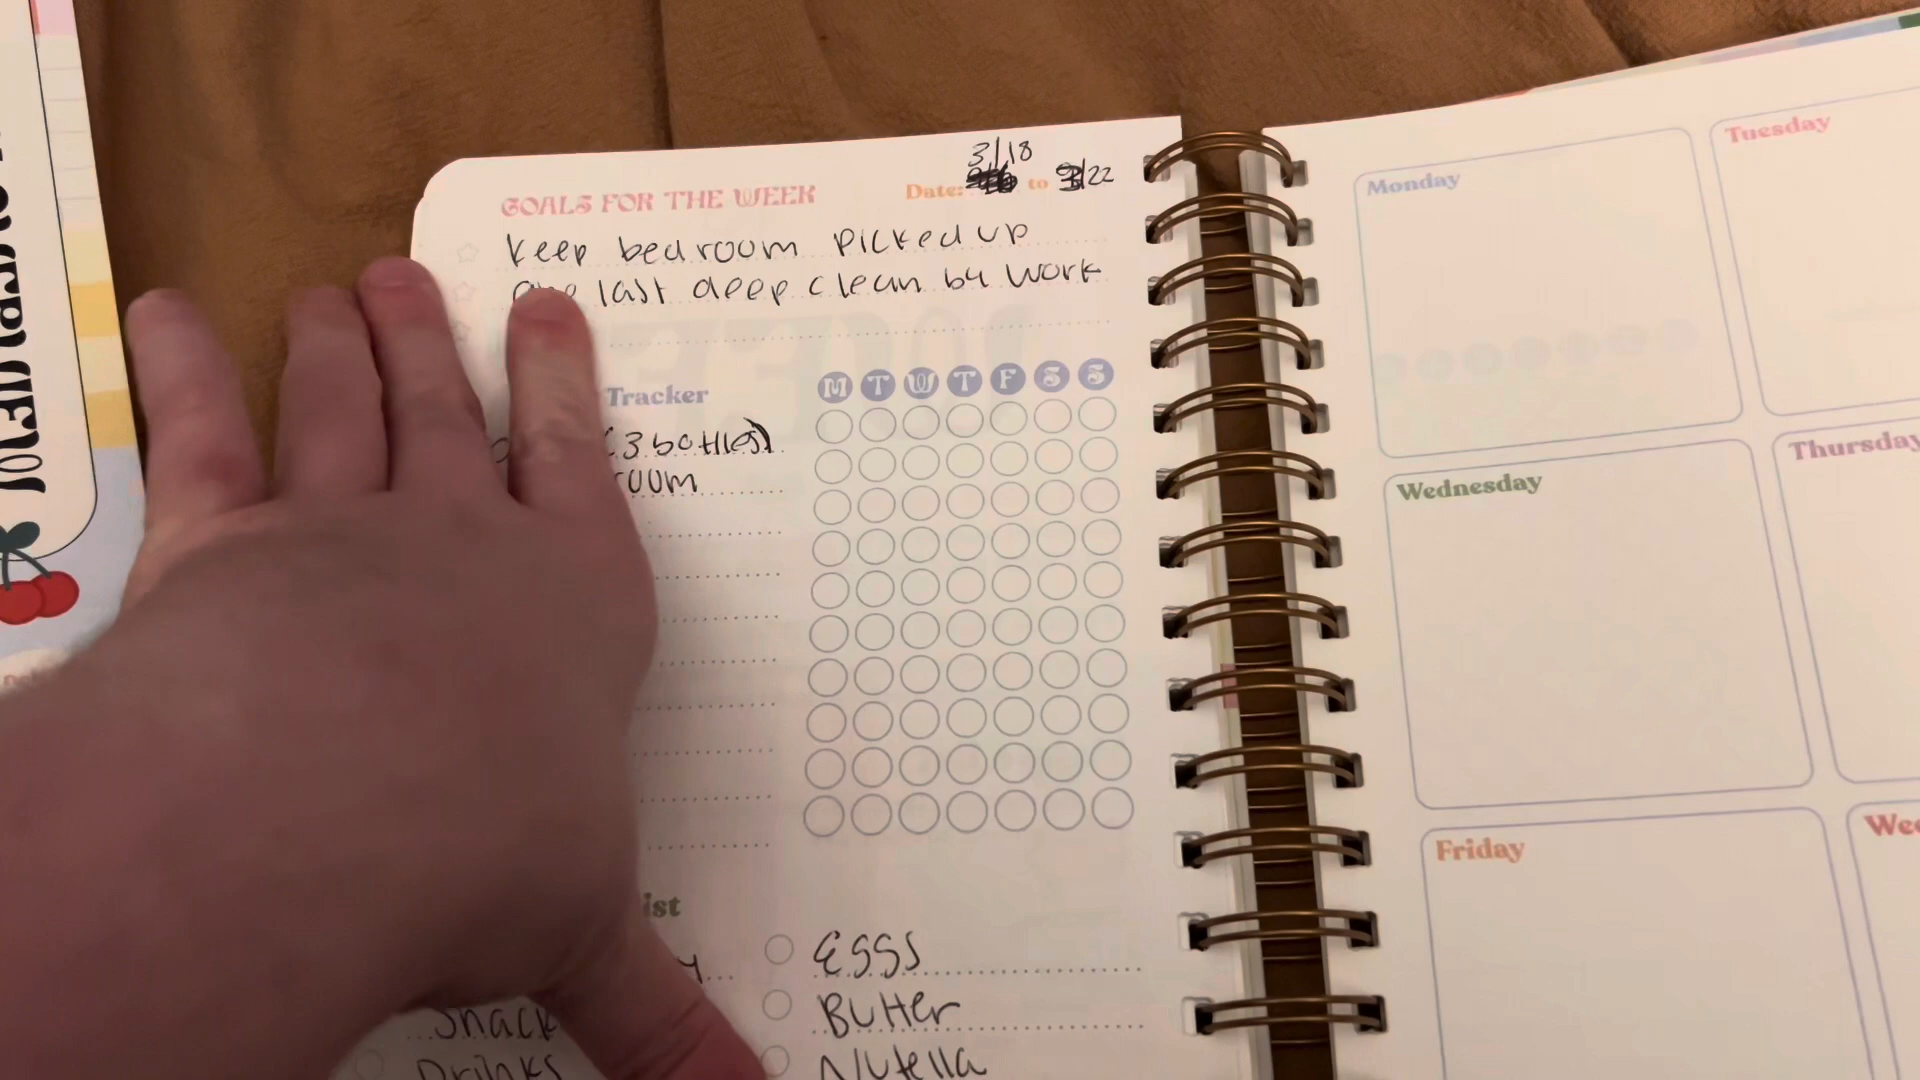 3/18
GOALS FOR THE WEEK Date: to 3/22
Keep bedroom Picked up
last deep clean by Work
Tracker M T W T F S S
(3 bottles)
room
ist
y
Eggs
Butter
Nutella
Snack
Drinks
Monday
Tuesday
Wednesday
Thursday
Friday
Wee